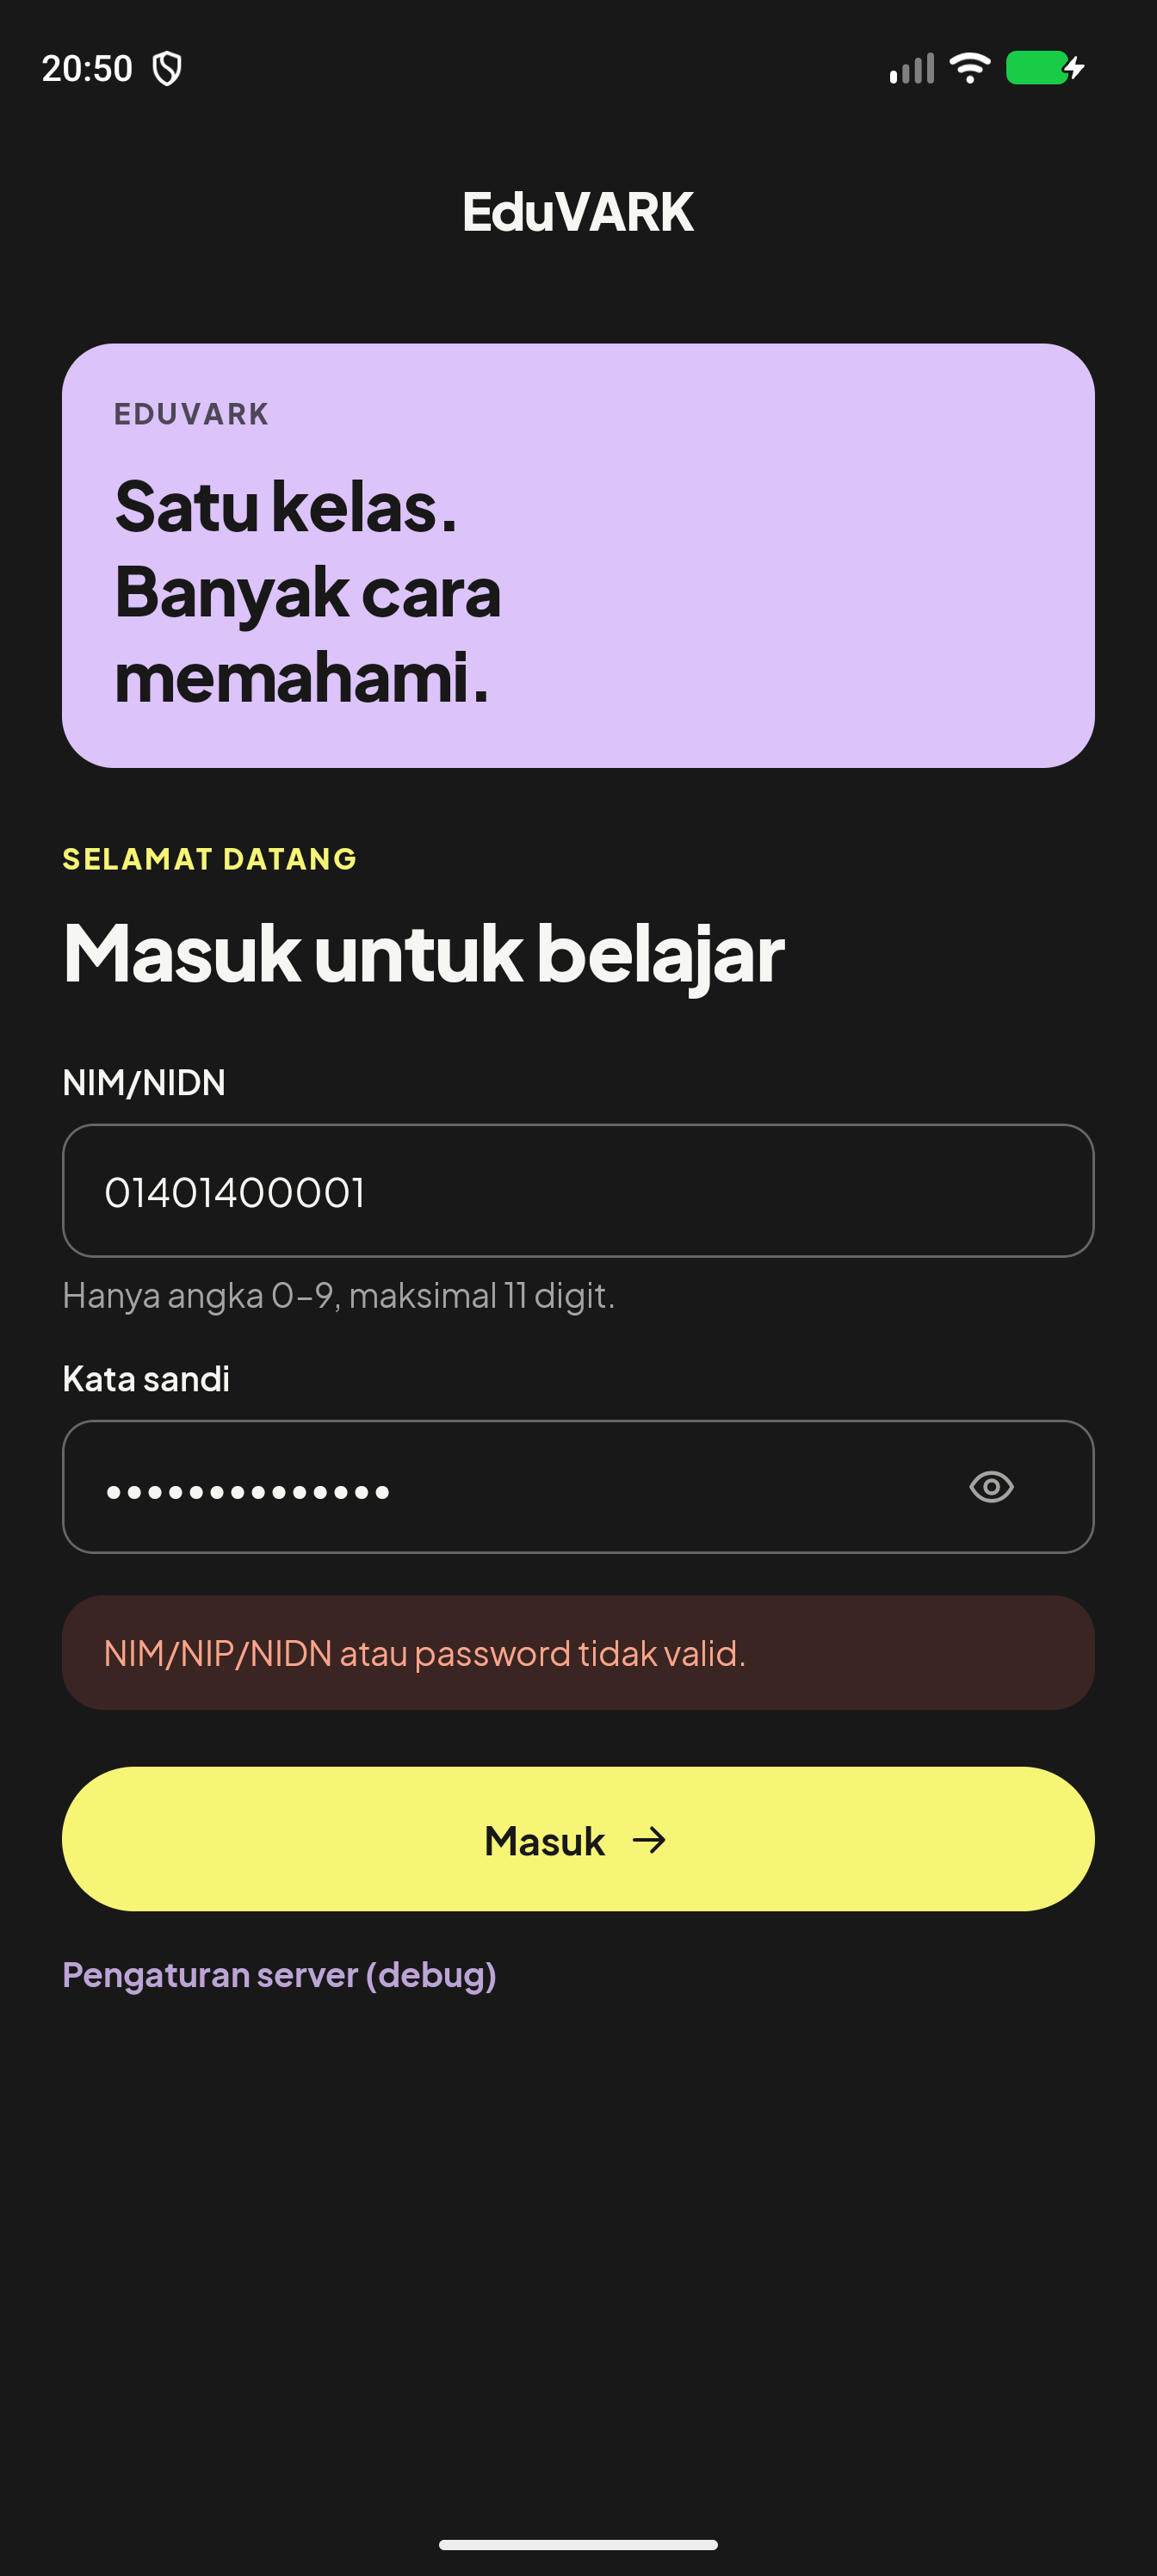 20:50
EduVARK
EDUVARK
Satu kelas.
Banyak cara
memahami.
SELAMAT DATANG
Masuk untuk belajar
NIM/NIDN
01401400001
Hanya angka 0–9, maksimal 11 digit.
Kata sandi
••••••••••••••
NIM/NIP/NIDN atau password tidak valid.
Masuk →
Pengaturan server (debug)